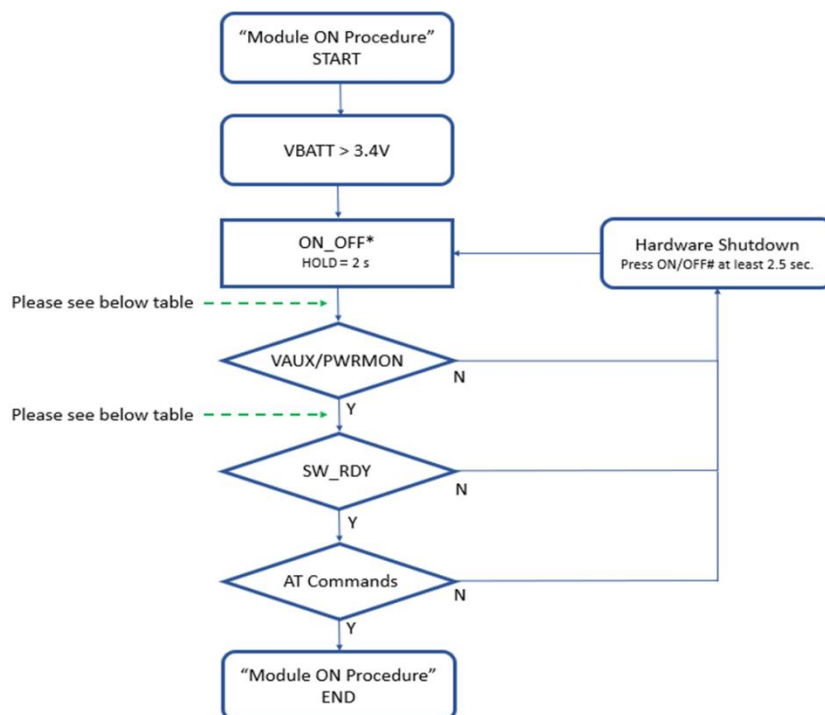 “Module ON Procedure”
START
VBATT > 3.4V
ON_OFF*
HOLD = 2 s
Hardware Shutdown
Press ON/OFF# at least 2.5 sec.
Please see below table
VAUX/PWRMON
N
Y
Please see below table
SW_RDY
N
Y
AT Commands
N
Y
“Module ON Procedure”
END